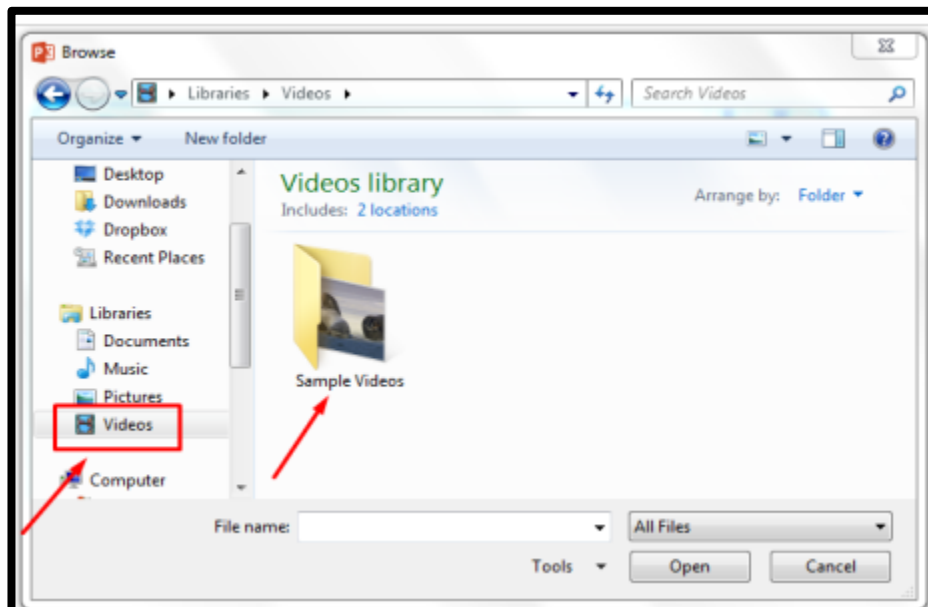 Browse
Libraries Videos
Search Videos
Organize New folder
Desktop
Downloads
Dropbox
Recent Places
Libraries
Documents
Music
Pictures
Videos
Computer
Videos library
Includes: 2 locations
Arrange by: Folder
Sample Videos
File name:
All Files
Tools Open Cancel